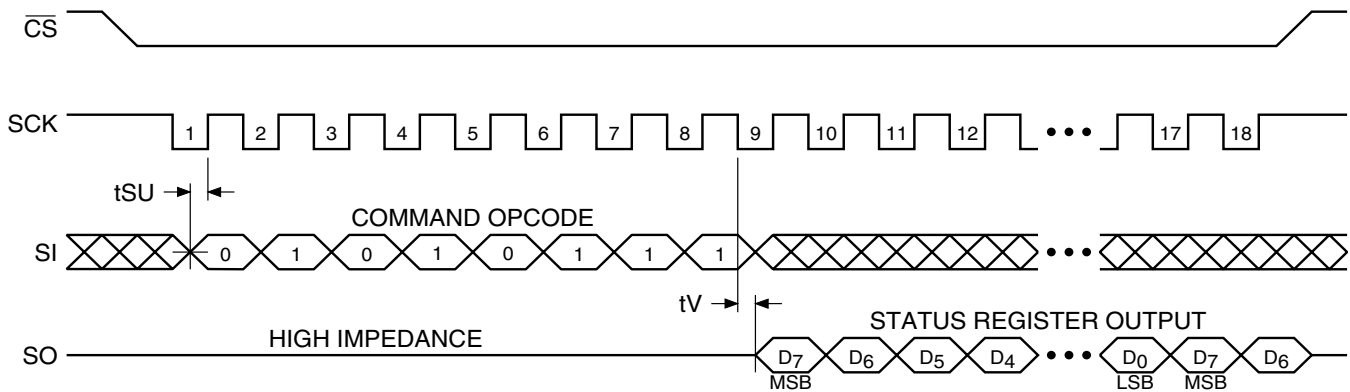 CS
SCK 1 2 3 4 5 6 7 8 9 10 11 12 ••• 17 18
tSU
COMMAND OPCODE
SI 0 1 0 1 0 1 1 1 •••
tV
HIGH IMPEDANCE STATUS REGISTER OUTPUT
SO D7 D6 D5 D4 ••• D0 D7 D6
MSB LSB MSB